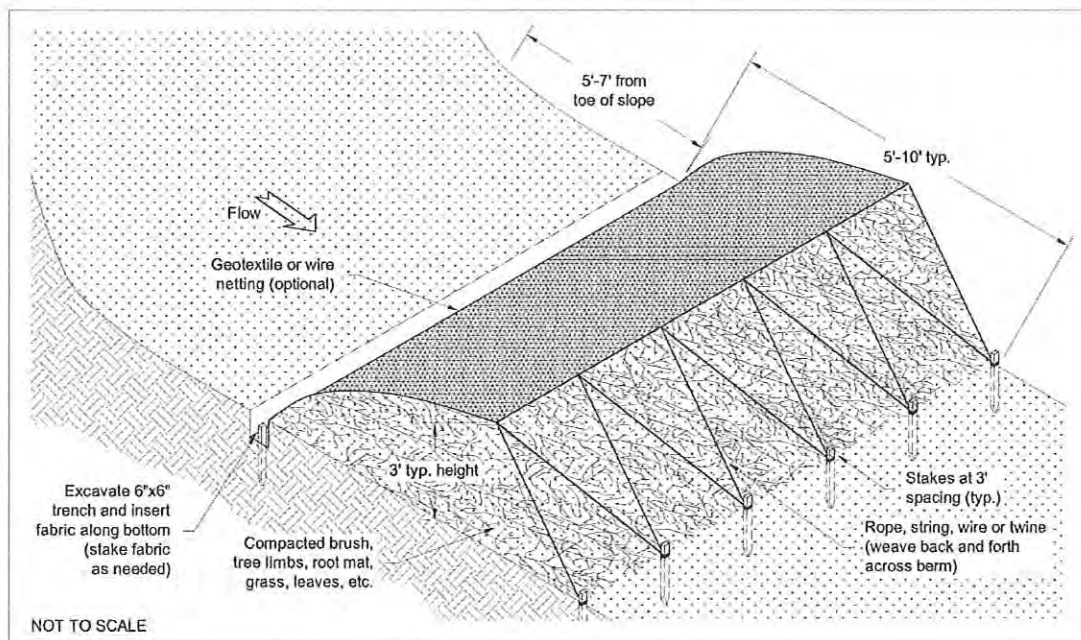 5'-7' from
toe of slope
5'-10' typ.
Flow
Geotextile or wire
netting (optional)
3' typ. height
Excavate 6"x6"
trench and insert
fabric along bottom
(stake fabric
as needed)
Compacted brush,
tree limbs, root mat,
grass, leaves, etc.
Stakes at 3'
spacing (typ.)
Rope, string, wire or twine
(weave back and forth
across berm)
NOT TO SCALE